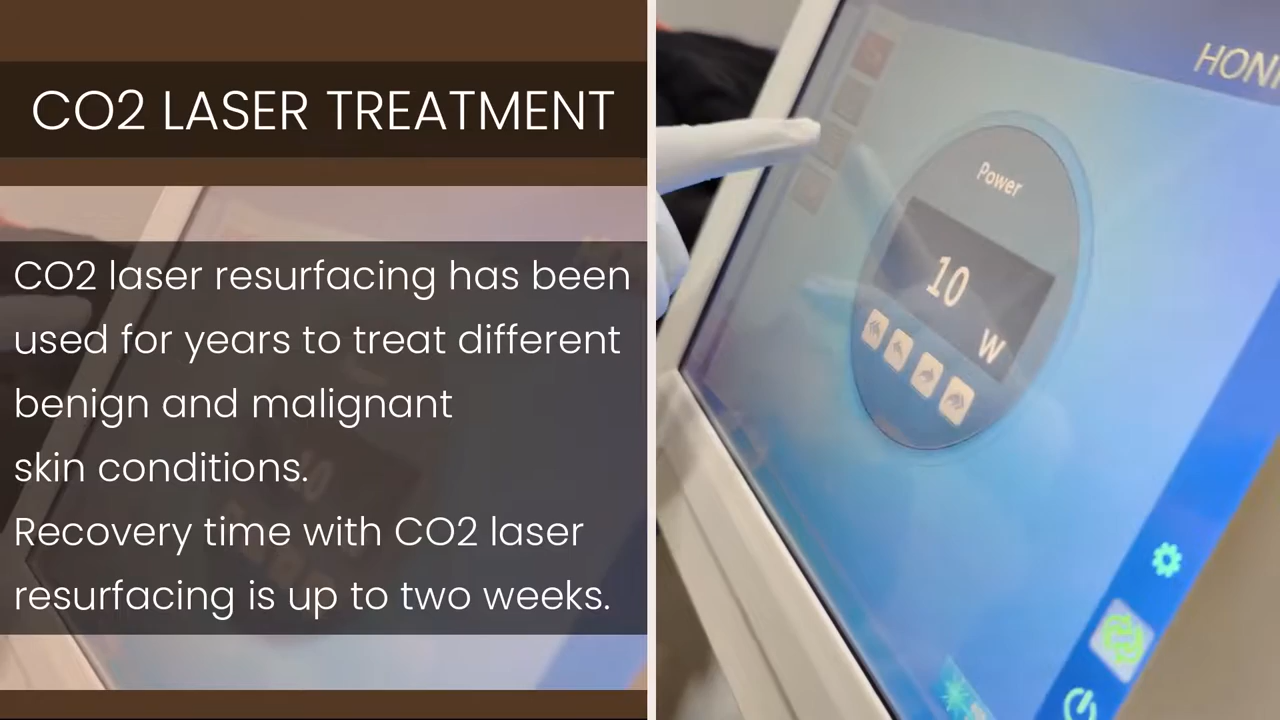 CO2 LASER TREATMENT
CO2 laser resurfacing has been
used for years to treat different
benign and malignant
skin conditions.
Recovery time with CO2 laser
resurfacing is up to two weeks.
Power
10
W